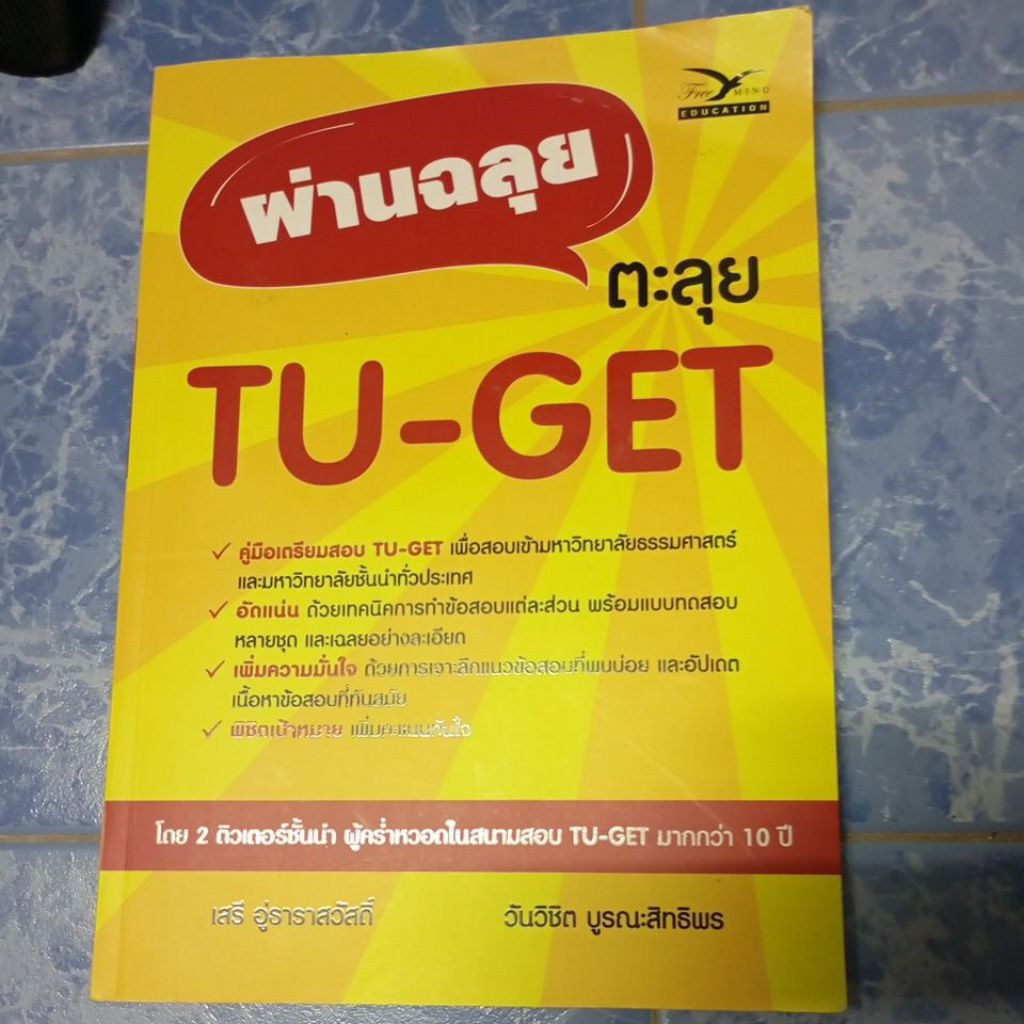 Free MIND
EDUCATION
ผ่านฉลุย
ตะลุย
TU-GET
✓ คู่มือเตรียมสอบ TU-GET เพื่อสอบเข้ามหาวิทยาลัยธรรมศาสตร์
และมหาวิทยาลัยชั้นนำทั่วประเทศ
✓ อัดแน่น ด้วยเทคนิคการทำข้อสอบแต่ละส่วน พร้อมแบบทดสอบ
หลายชุด และเฉลยอย่างละเอียด
✓ เพิ่มความมั่นใจ ด้วยการเจาะลึกแนวข้อสอบที่พบบ่อย และอัปเดต
เนื้อหาข้อสอบที่ทันสมัย
✓ พิชิตเป้าหมาย เพิ่มคะแนนทันใจ
โดย 2 ติวเตอร์ชั้นนำ ผู้คร่ำหวอดในสนามสอบ TU-GET มากกว่า 10 ปี
เสรี อู่ธาราสวัสดิ์ วันวิชิต บูรณะสิทธิพร